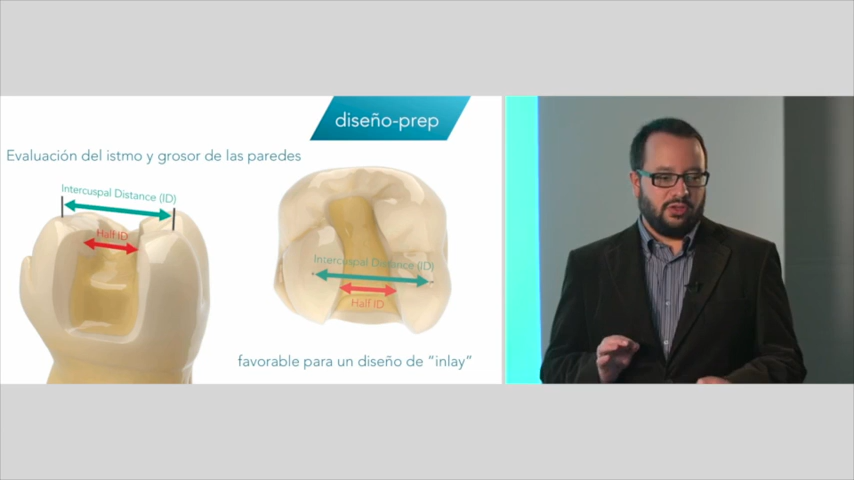 diseño-prep
Evaluación del istmo y grosor de las paredes
Intercuspal Distance (ID)
Half ID
Intercuspal Distance (ID)
Half ID
favorable para un diseño de “inlay”